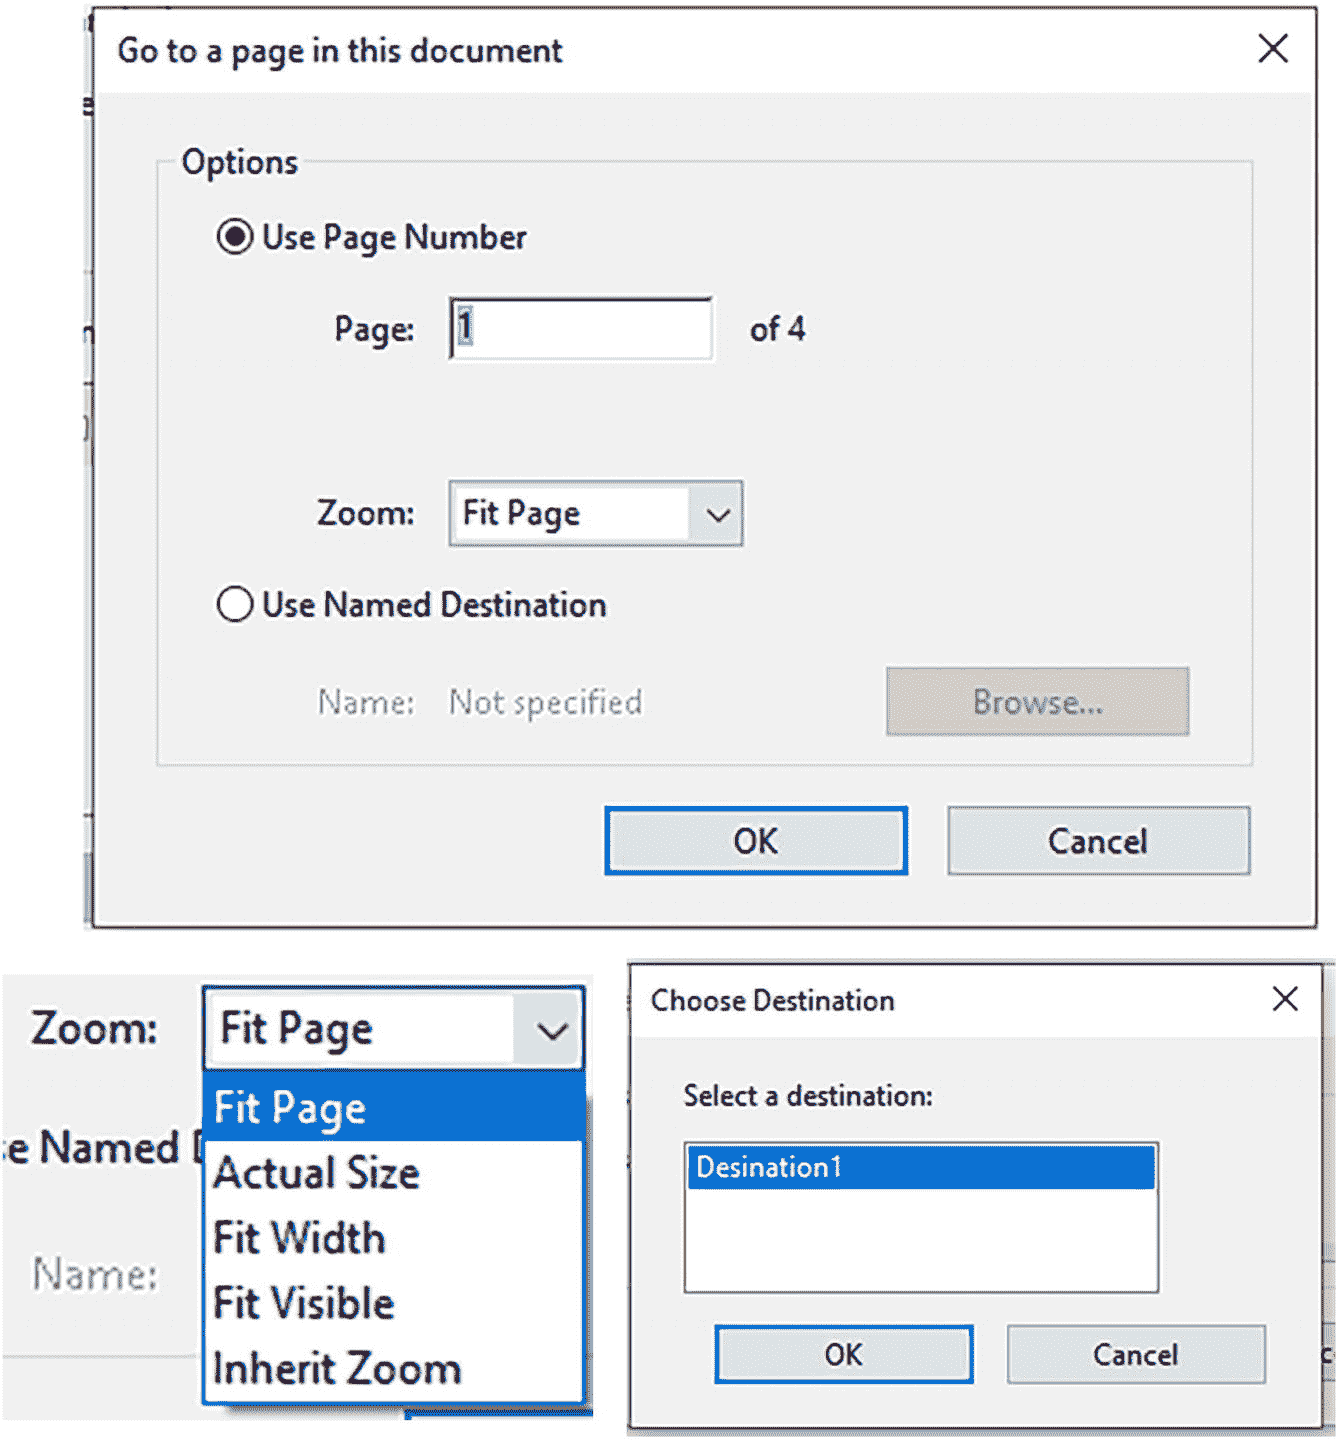 Go to a page in this document
Options
Use Page Number
Page: 1 of 4
Zoom: Fit Page
Use Named Destination
Name: Not specified Browse...
OK Cancel
Zoom: Fit Page
Fit Page
Actual Size
Fit Width
Fit Visible
Inherit Zoom
e Named D
Name:
Choose Destination
Select a destination:
Desination1
OK Cancel